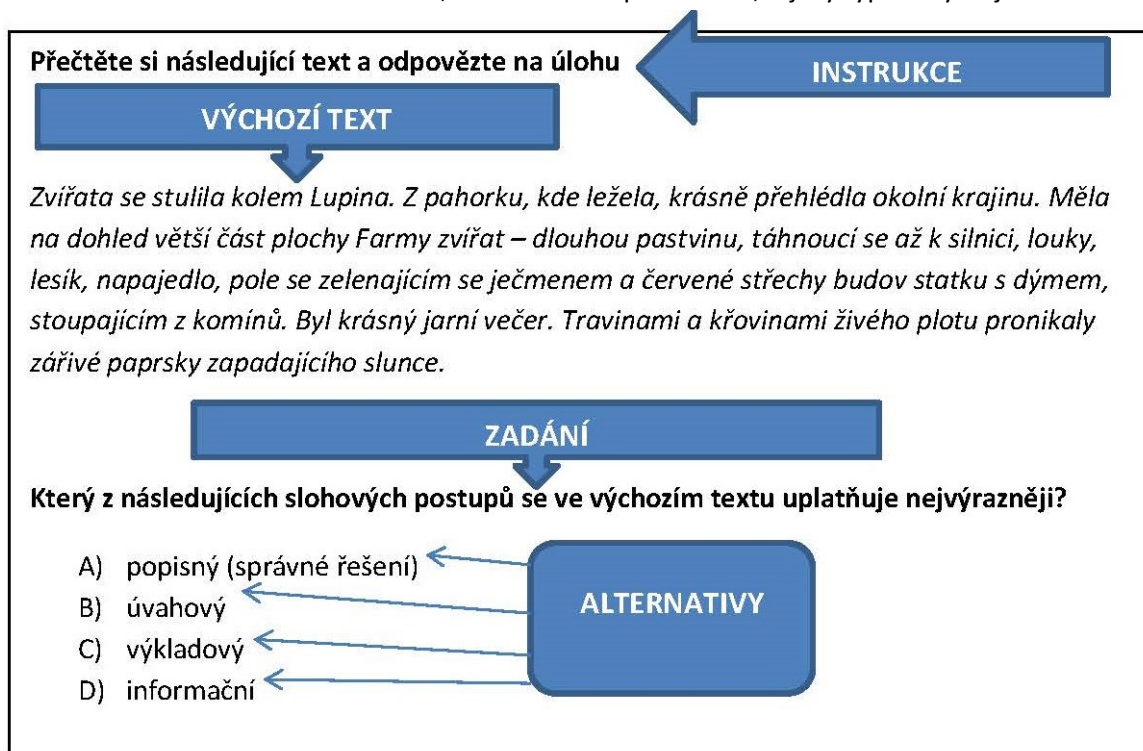 Přečtěte si následující text a odpovězte na úlohu
INSTRUKCE
VÝCHOZÍ TEXT
Zvířata se stulila kolem Lupina. Z pahorku, kde ležela, krásně přehlédla okolní krajinu. Měla
na dohled větší část plochy Farmy zvířat – dlouhou pastvinu, táhnoucí se až k silnici, louky,
lesík, napajedlo, pole se zelenajícím se ječmenem a červené střechy budov statku s dýmem,
stoupajícím z komínů. Byl krásný jarní večer. Travinami a křovinami živého plotu pronikaly
zářivé paprsky zapadajícího slunce.
ZADÁNÍ
Který z následujících slohových postupů se ve výchozím textu uplatňuje nejvýrazněji?
A) popisný (správné řešení)
B) úvahový
C) výkladový
D) informační
ALTERNATIVY